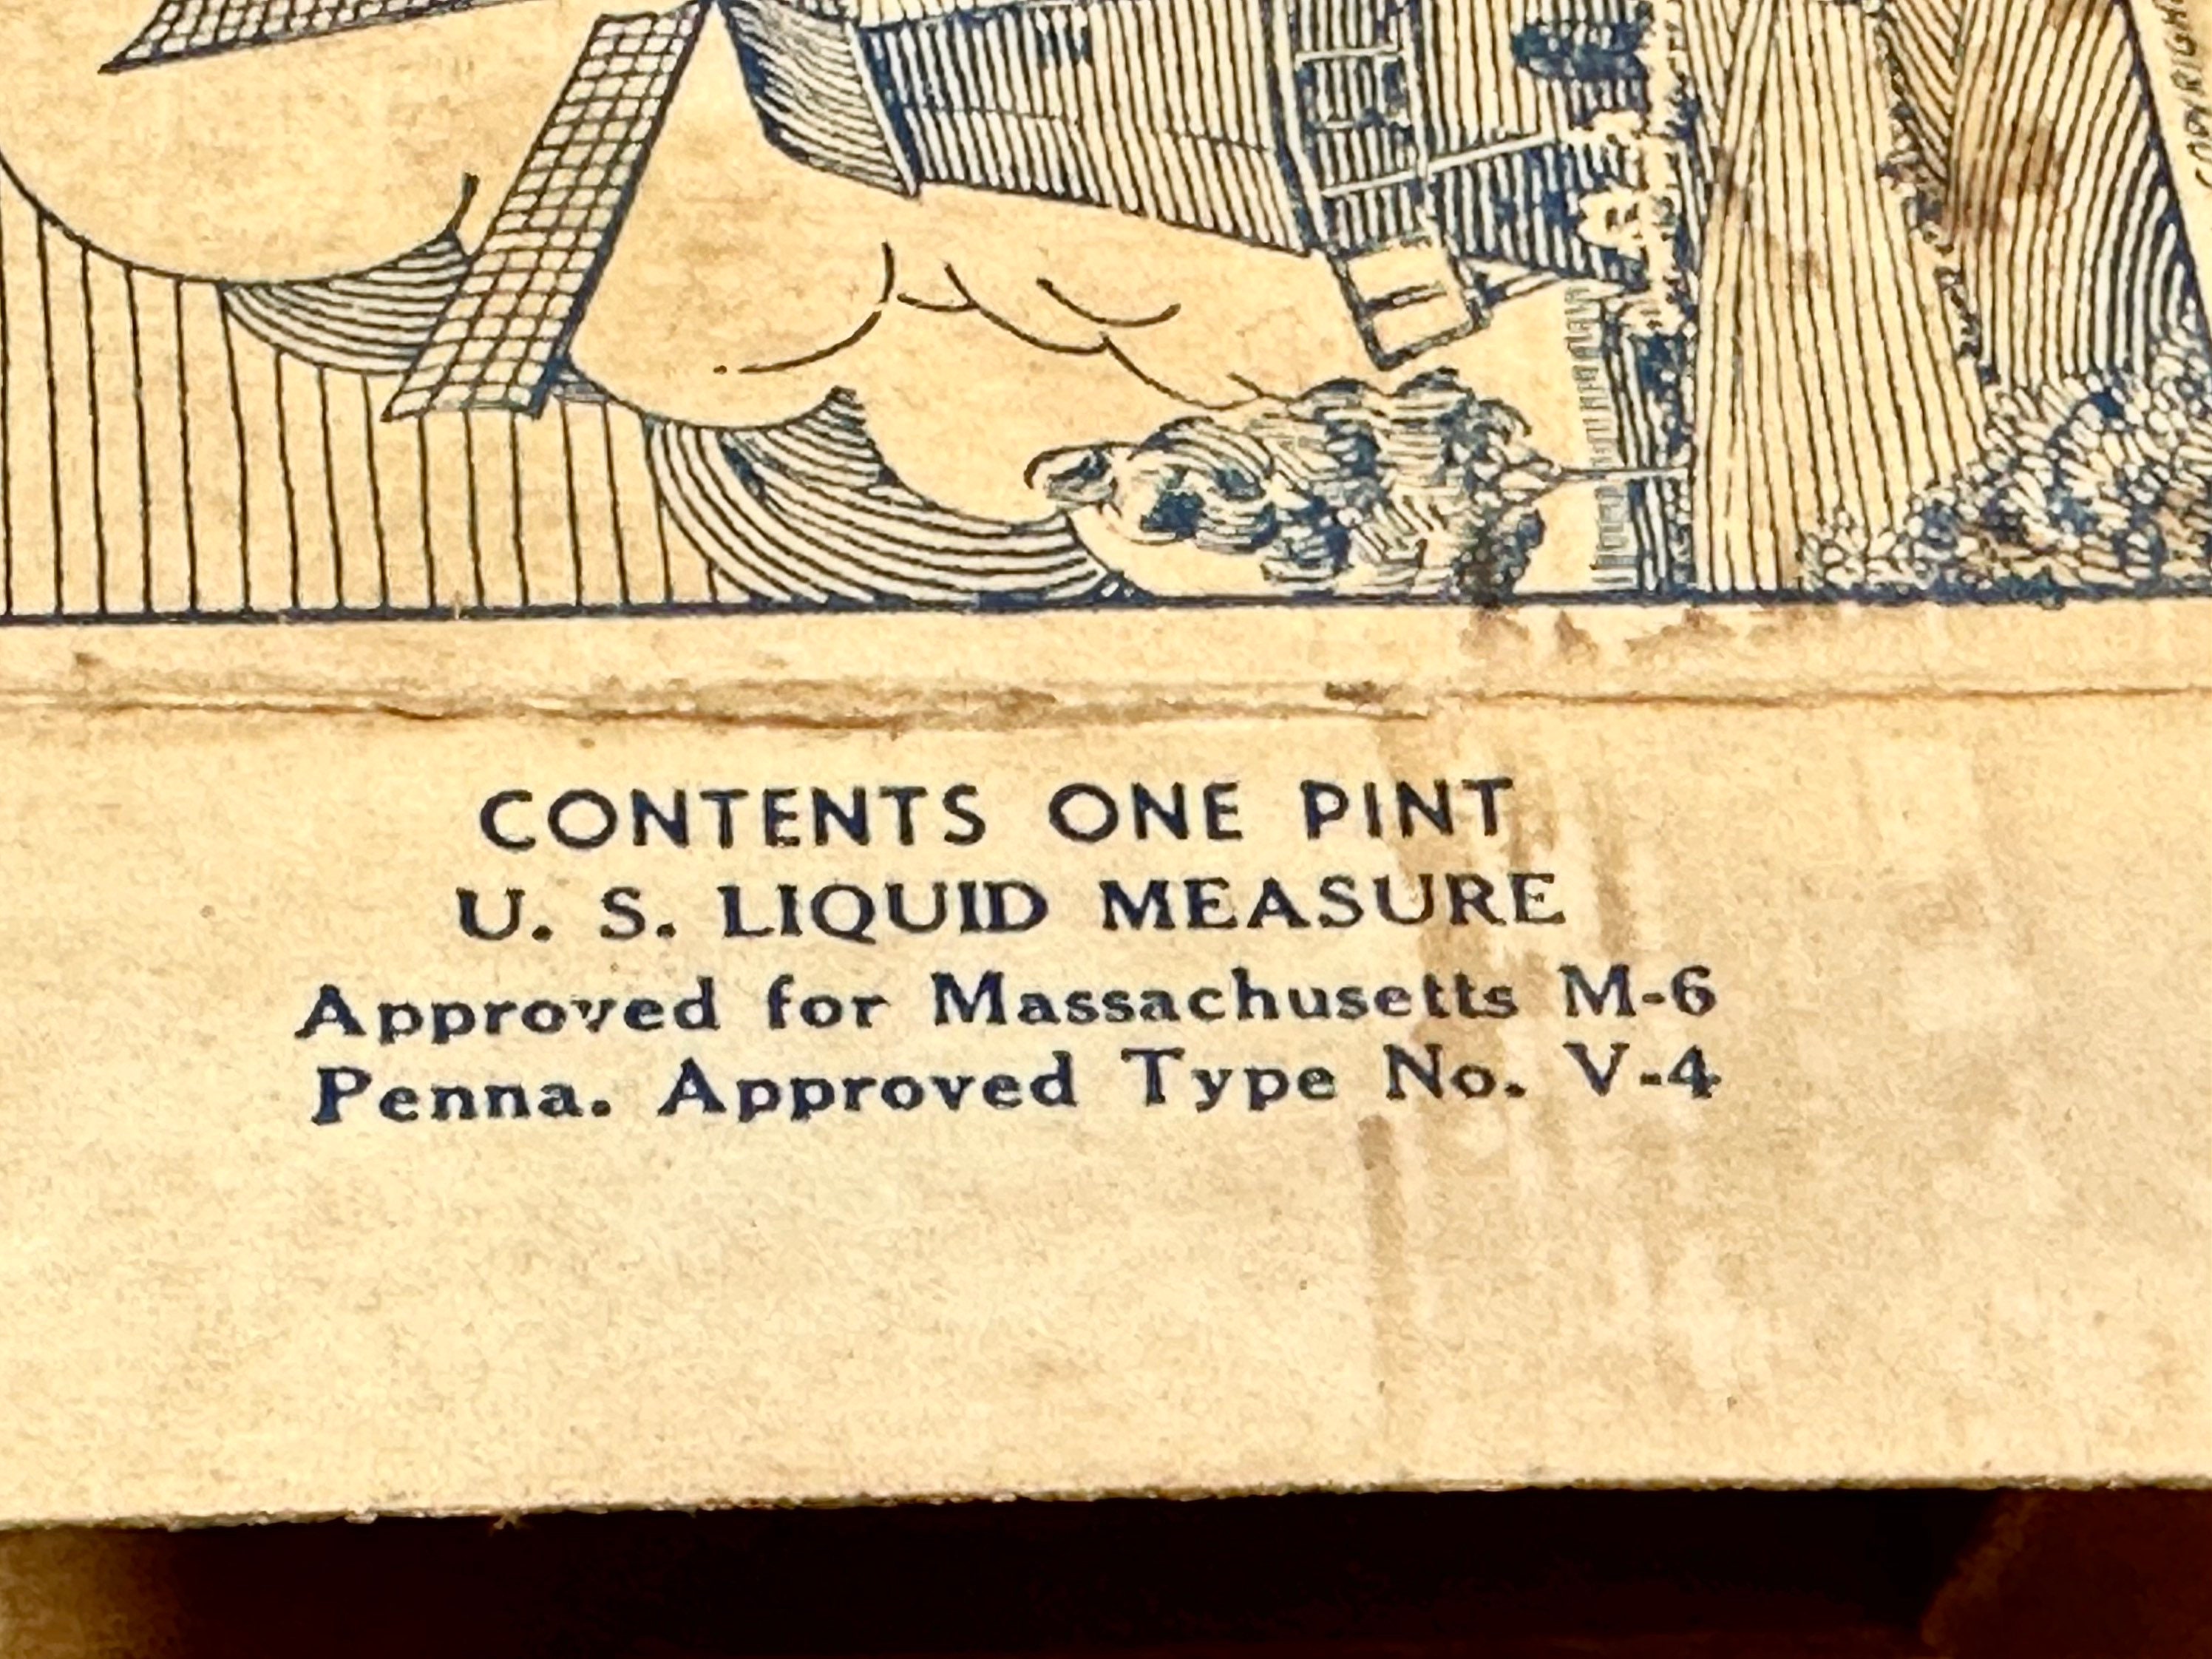 CONTENTS ONE PINT
U. S. LIQUID MEASURE
Approved for Massachusetts M-6
Penna. Approved Type No. V-4